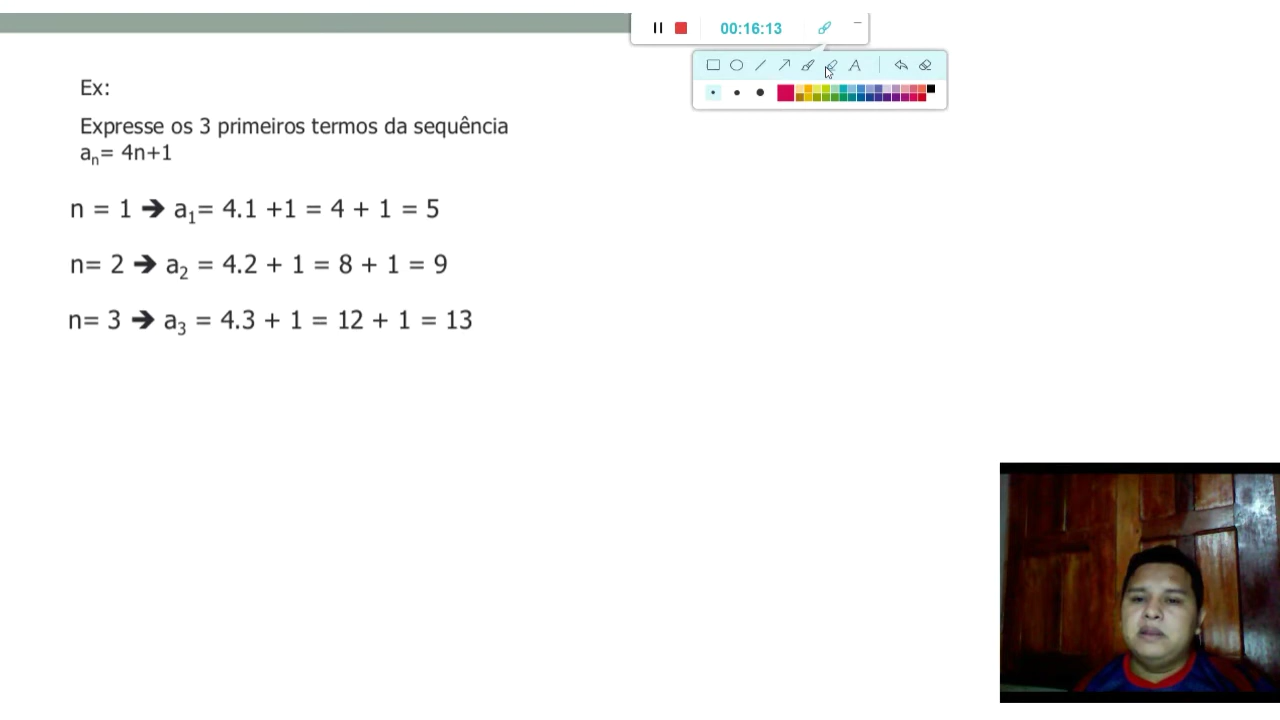 00:16:13
A
Ex:
Expresse os 3 primeiros termos da sequência
aₙ= 4n+1
n = 1 ➔ a₁= 4.1 +1 = 4 + 1 = 5
n= 2 ➔ a₂ = 4.2 + 1 = 8 + 1 = 9
n= 3 ➔ a₃ = 4.3 + 1 = 12 + 1 = 13